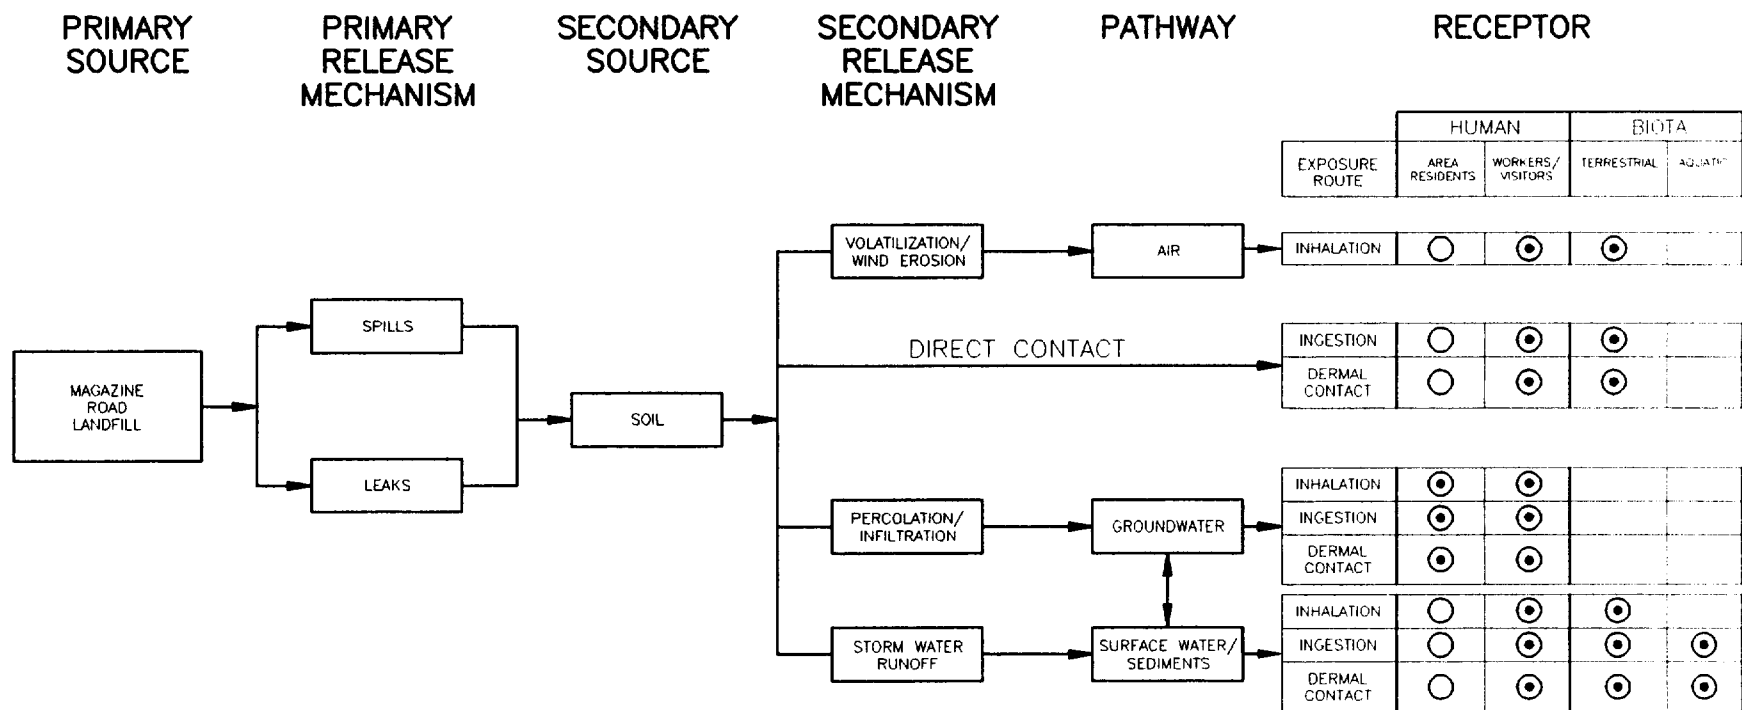 PRIMARY
SOURCE
PRIMARY
RELEASE
MECHANISM
SECONDARY
SOURCE
SECONDARY
RELEASE
MECHANISM
PATHWAY
RECEPTOR
HUMAN
BIOTA
EXPOSURE
ROUTE
AREA
RESIDENTS
WORKERS/
VISITORS
TERRESTRIAL
AQUATIC
VOLATILIZATION/
WIND EROSION
AIR
INHALATION
SPILLS
DIRECT CONTACT
INGESTION
DERMAL
CONTACT
MAGAZINE
ROAD
LANDFILL
SOIL
LEAKS
PERCOLATION/
INFILTRATION
GROUNDWATER
INHALATION
INGESTION
DERMAL
CONTACT
STORM WATER
RUNOFF
SURFACE WATER/
SEDIMENTS
INHALATION
INGESTION
DERMAL
CONTACT